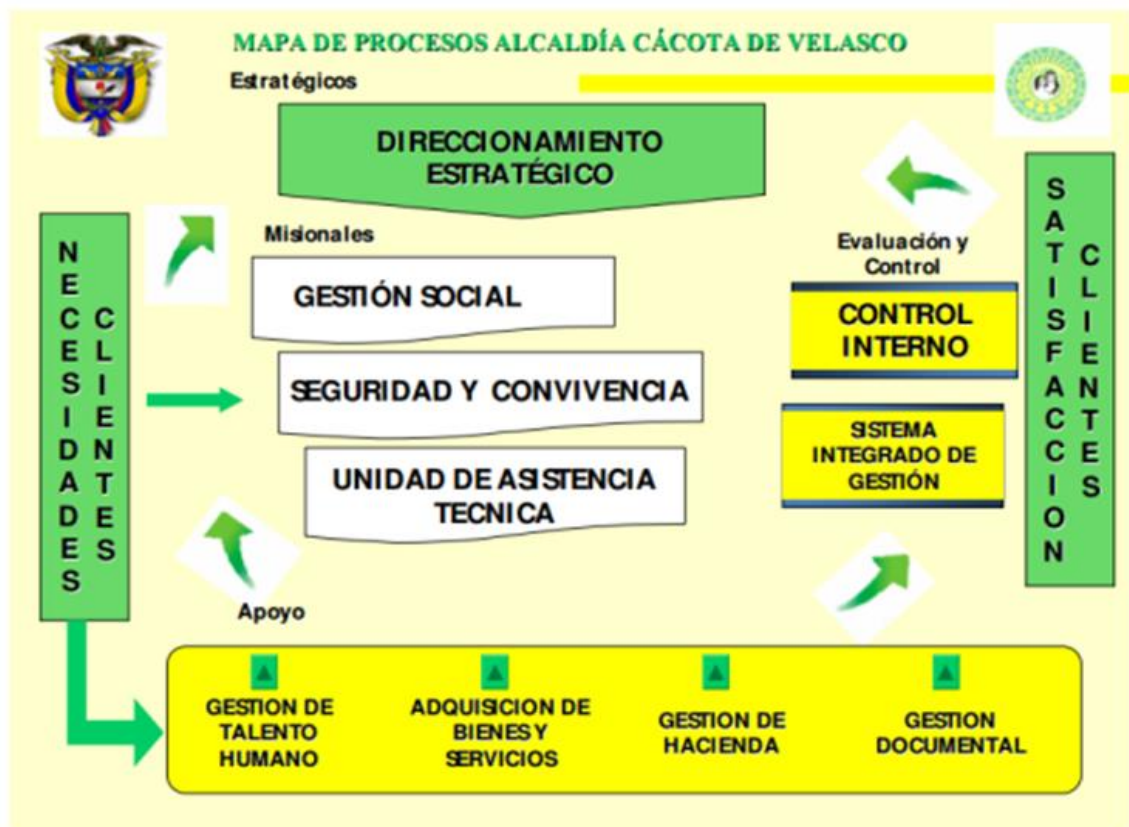 MAPA DE PROCESOS ALCALDÍA CÁCOTA DE VELASCO
Estratégicos
DIRECCIONAMIENTO
ESTRATÉGICO
NECESIDADES
CLIENTES
Misionales
GESTIÓN SOCIAL
SEGURIDAD Y CONVIVENCIA
UNIDAD DE ASISTENCIA
TECNICA
Evaluación y
Control
CONTROL
INTERNO
SISTEMA
INTEGRADO DE
GESTIÓN
SATISFACCION
CLIENTES
Apoyo
GESTION DE
TALENTO
HUMANO
ADQUISICION DE
BIENES Y
SERVICIOS
GESTION DE
HACIENDA
GESTION
DOCUMENTAL